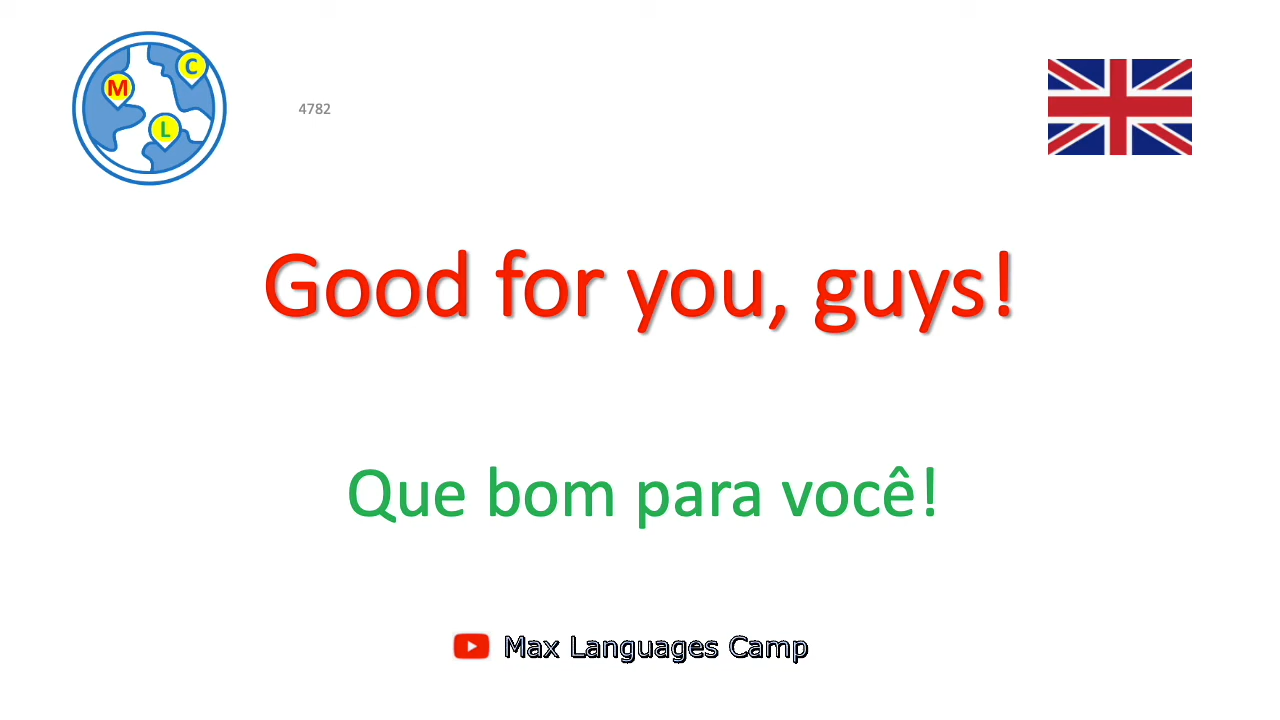 C
M
4782
L
Good for you, guys!
Que bom para você!
Max Languages Camp